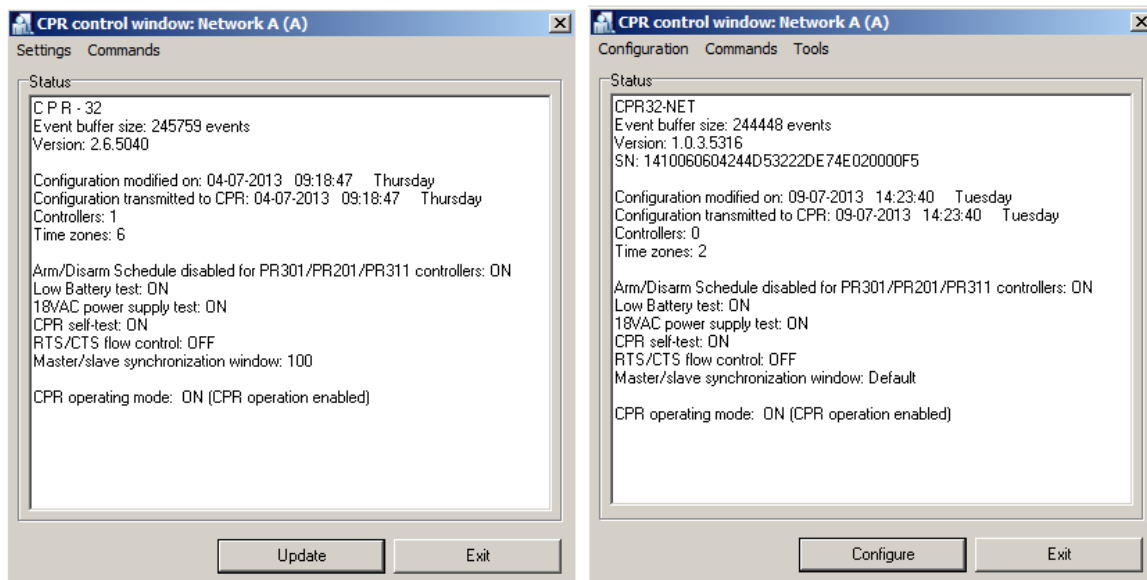 CPR control window: Network A (A)
Settings Commands
Status
C P R - 32
Event buffer size: 245759 events
Version: 2.6.5040
Configuration modified on: 04-07-2013 09:18:47 Thursday
Configuration transmitted to CPR: 04-07-2013 09:18:47 Thursday
Controllers: 1
Time zones: 6
Arm/Disarm Schedule disabled for PR301/PR201/PR311 controllers: ON
Low Battery test: ON
18VAC power supply test: ON
CPR self-test: ON
RTS/CTS flow control: OFF
Master/slave synchronization window: 100
CPR operating mode: ON (CPR operation enabled)
Update Exit
CPR control window: Network A (A)
Configuration Commands Tools
Status
CPR32-NET
Event buffer size: 244448 events
Version: 1.0.3.5316
SN: 1410060604244D53222DE74E020000F5
Configuration modified on: 09-07-2013 14:23:40 Tuesday
Configuration transmitted to CPR: 09-07-2013 14:23:40 Tuesday
Controllers: 0
Time zones: 2
Arm/Disarm Schedule disabled for PR301/PR201/PR311 controllers: ON
Low Battery test: ON
18VAC power supply test: ON
CPR self-test: ON
RTS/CTS flow control: OFF
Master/slave synchronization window: Default
CPR operating mode: ON (CPR operation enabled)
Configure Exit